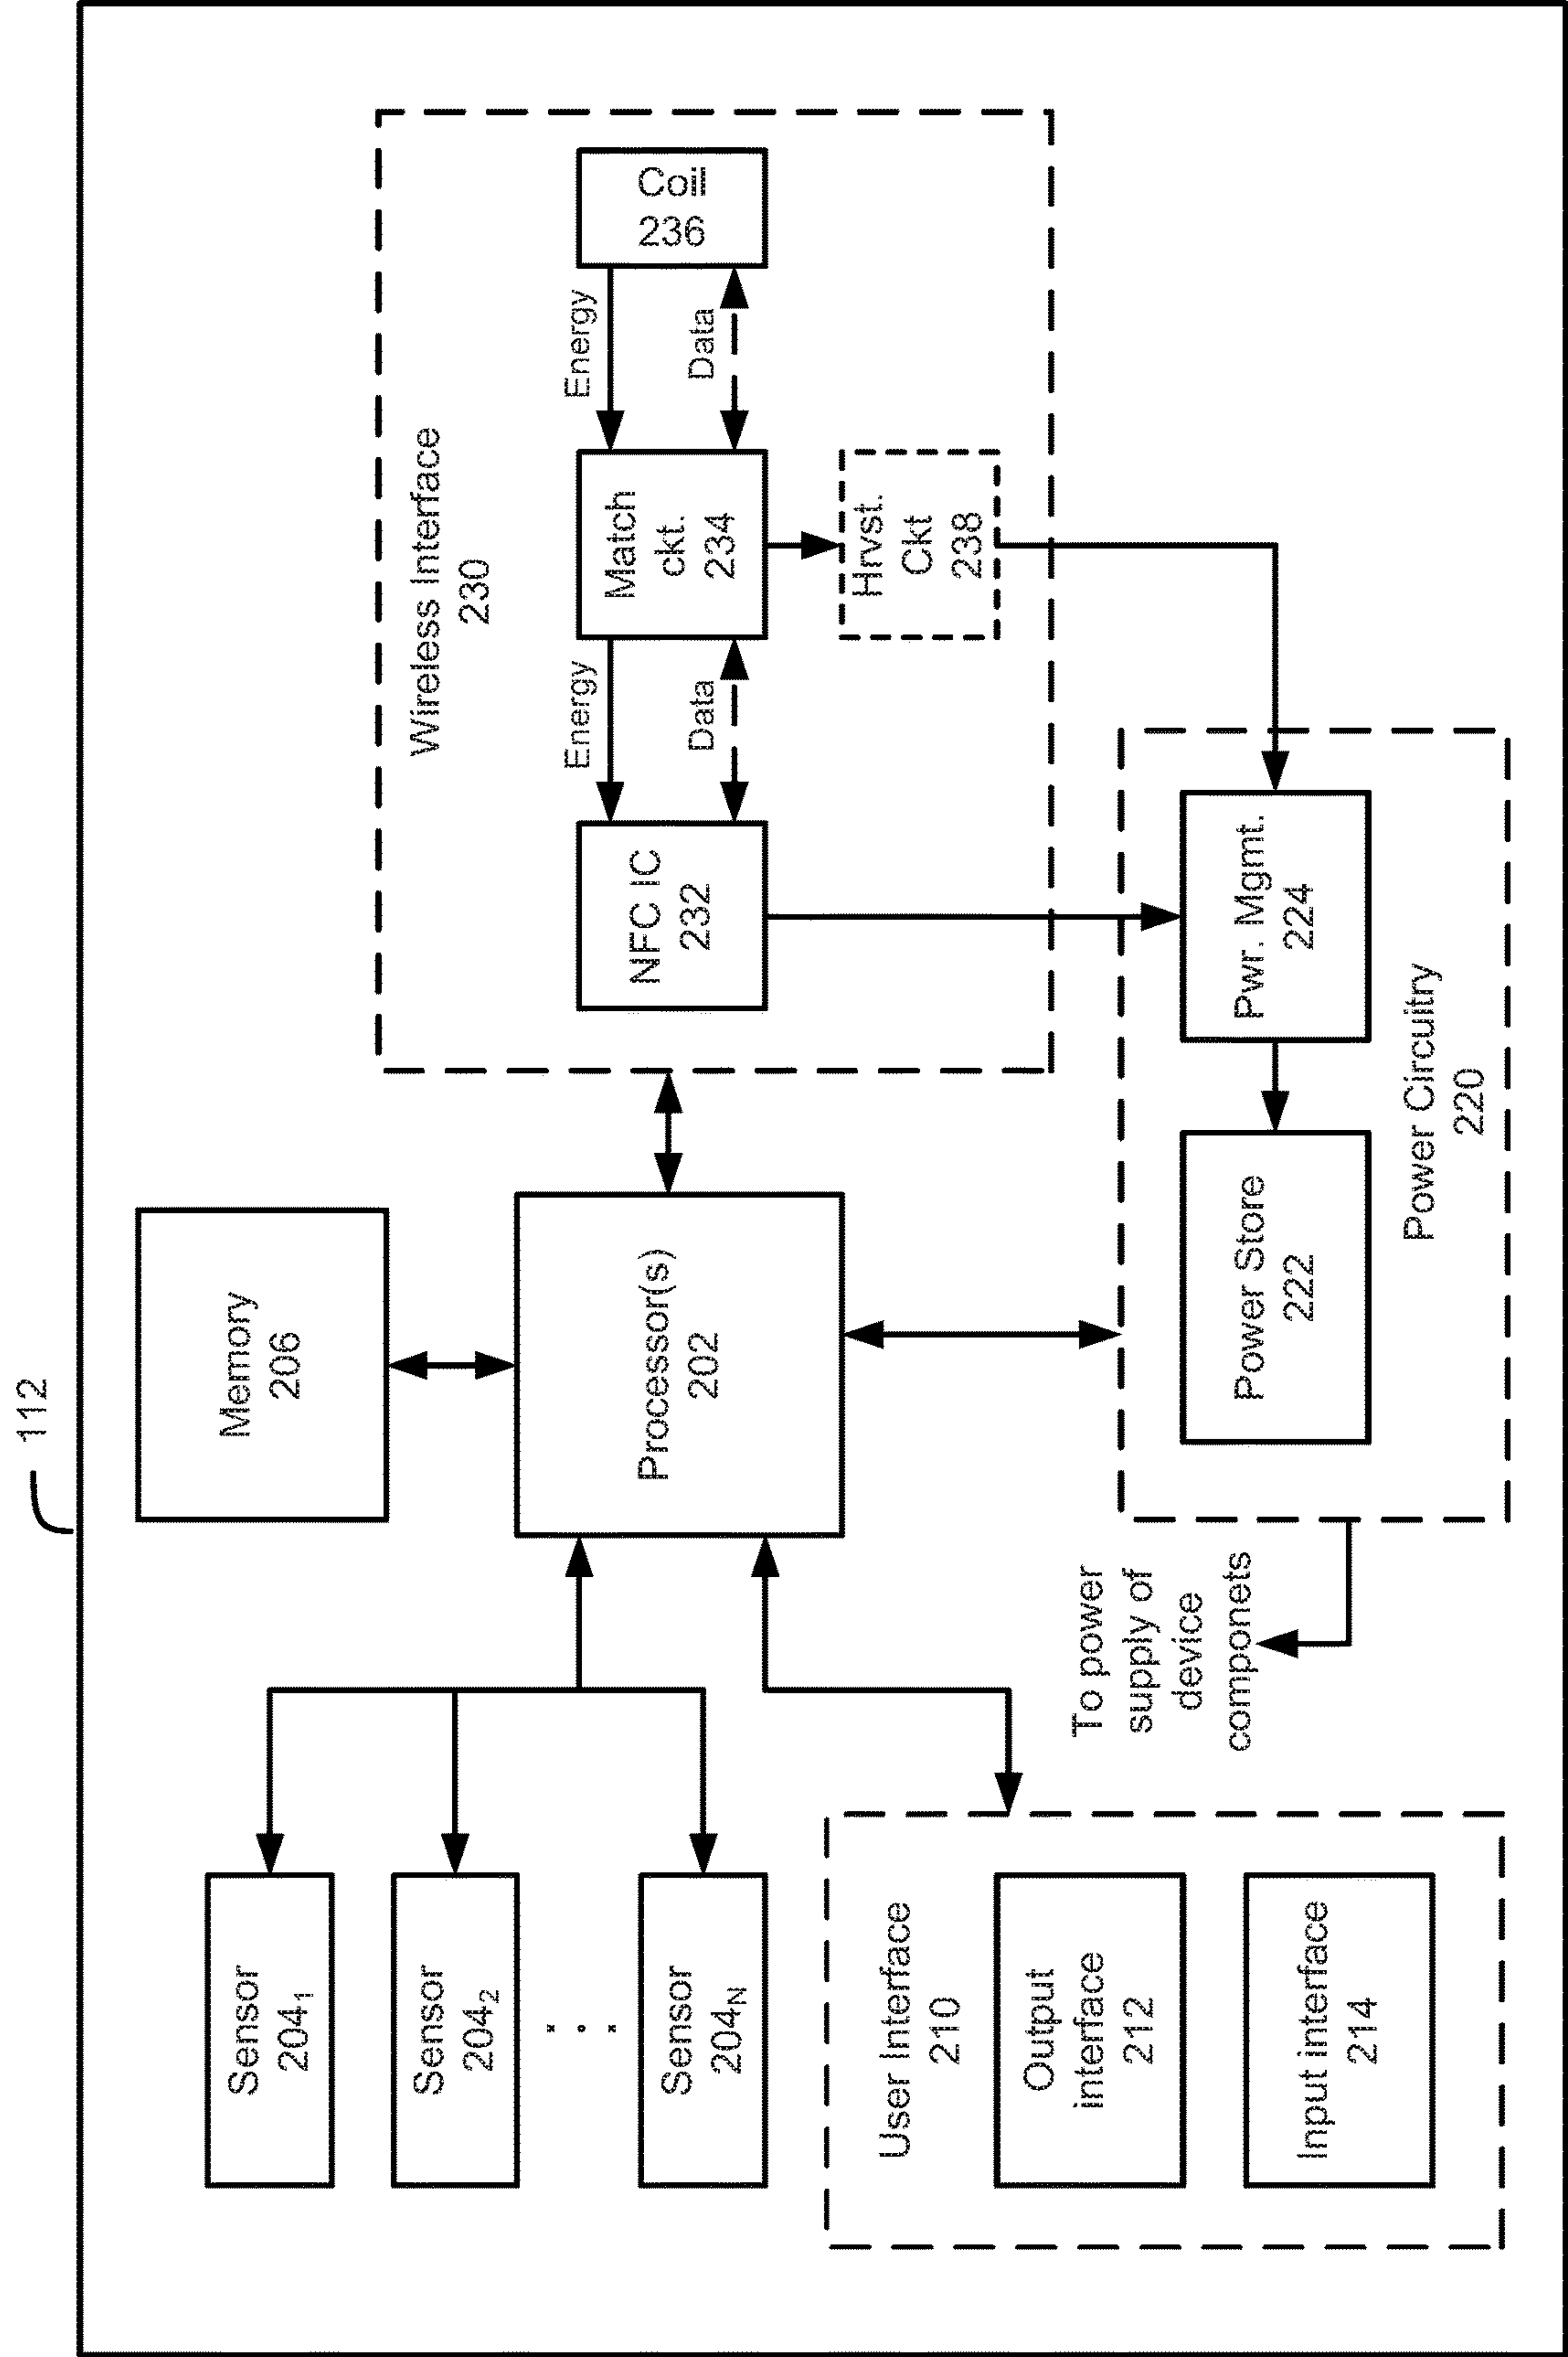 112
Sensor
204₁
Sensor
204₂
Sensor
204N
User Interface
210
Output
interface
212
Input interface
214
Memory
206
Processor(s)
202
To power
supply of
device
componets
Power Store
222
Pwr. Mgmt.
224
Power Circuitry
220
Wireless Interface
230
NFC IC
232
Energy
Data
Match
ckt.
234
Energy
Data
Coil
236
Hrvst.
Ckt
238